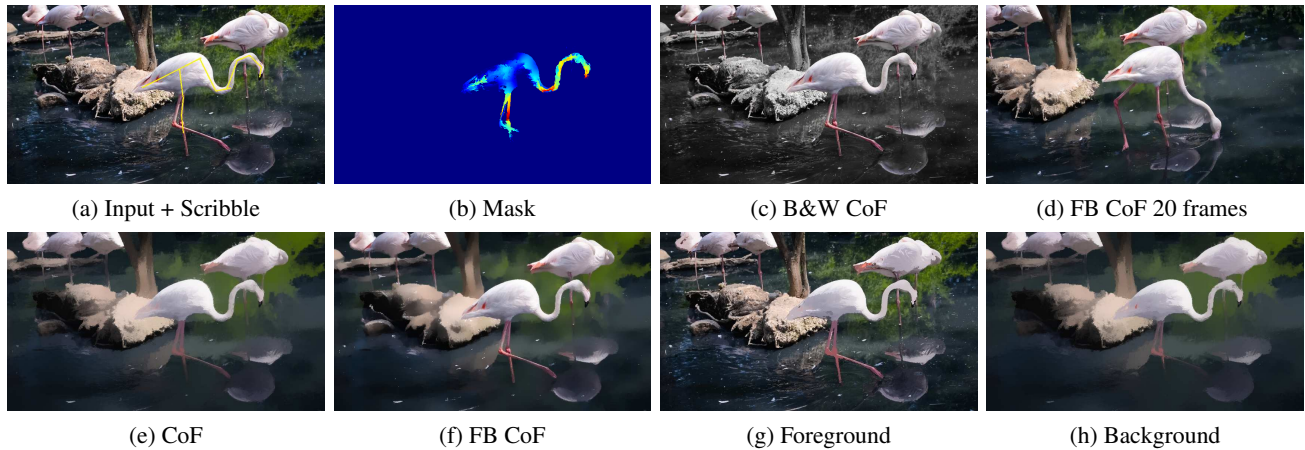 (a) Input + Scribble
(b) Mask
(c) B&W CoF
(d) FB CoF 20 frames
(e) CoF
(f) FB CoF
(g) Foreground
(h) Background